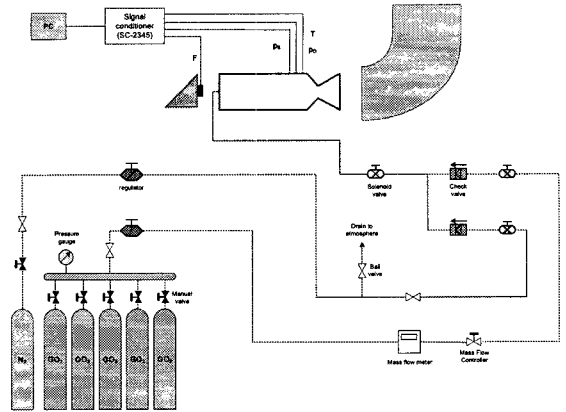 PC
Signal
conditioner
(SC-2345)
T
Po
Ps
F
regulator
Solenoid
valve
Check
valve
Pressure
gauge
Drain to
atmosphere
Ball
valve
Manual
valve
N₂
GO₂
GO₂
GO₂
GO₂
GO₂
Mass flow meter
Mass Flow
Controller